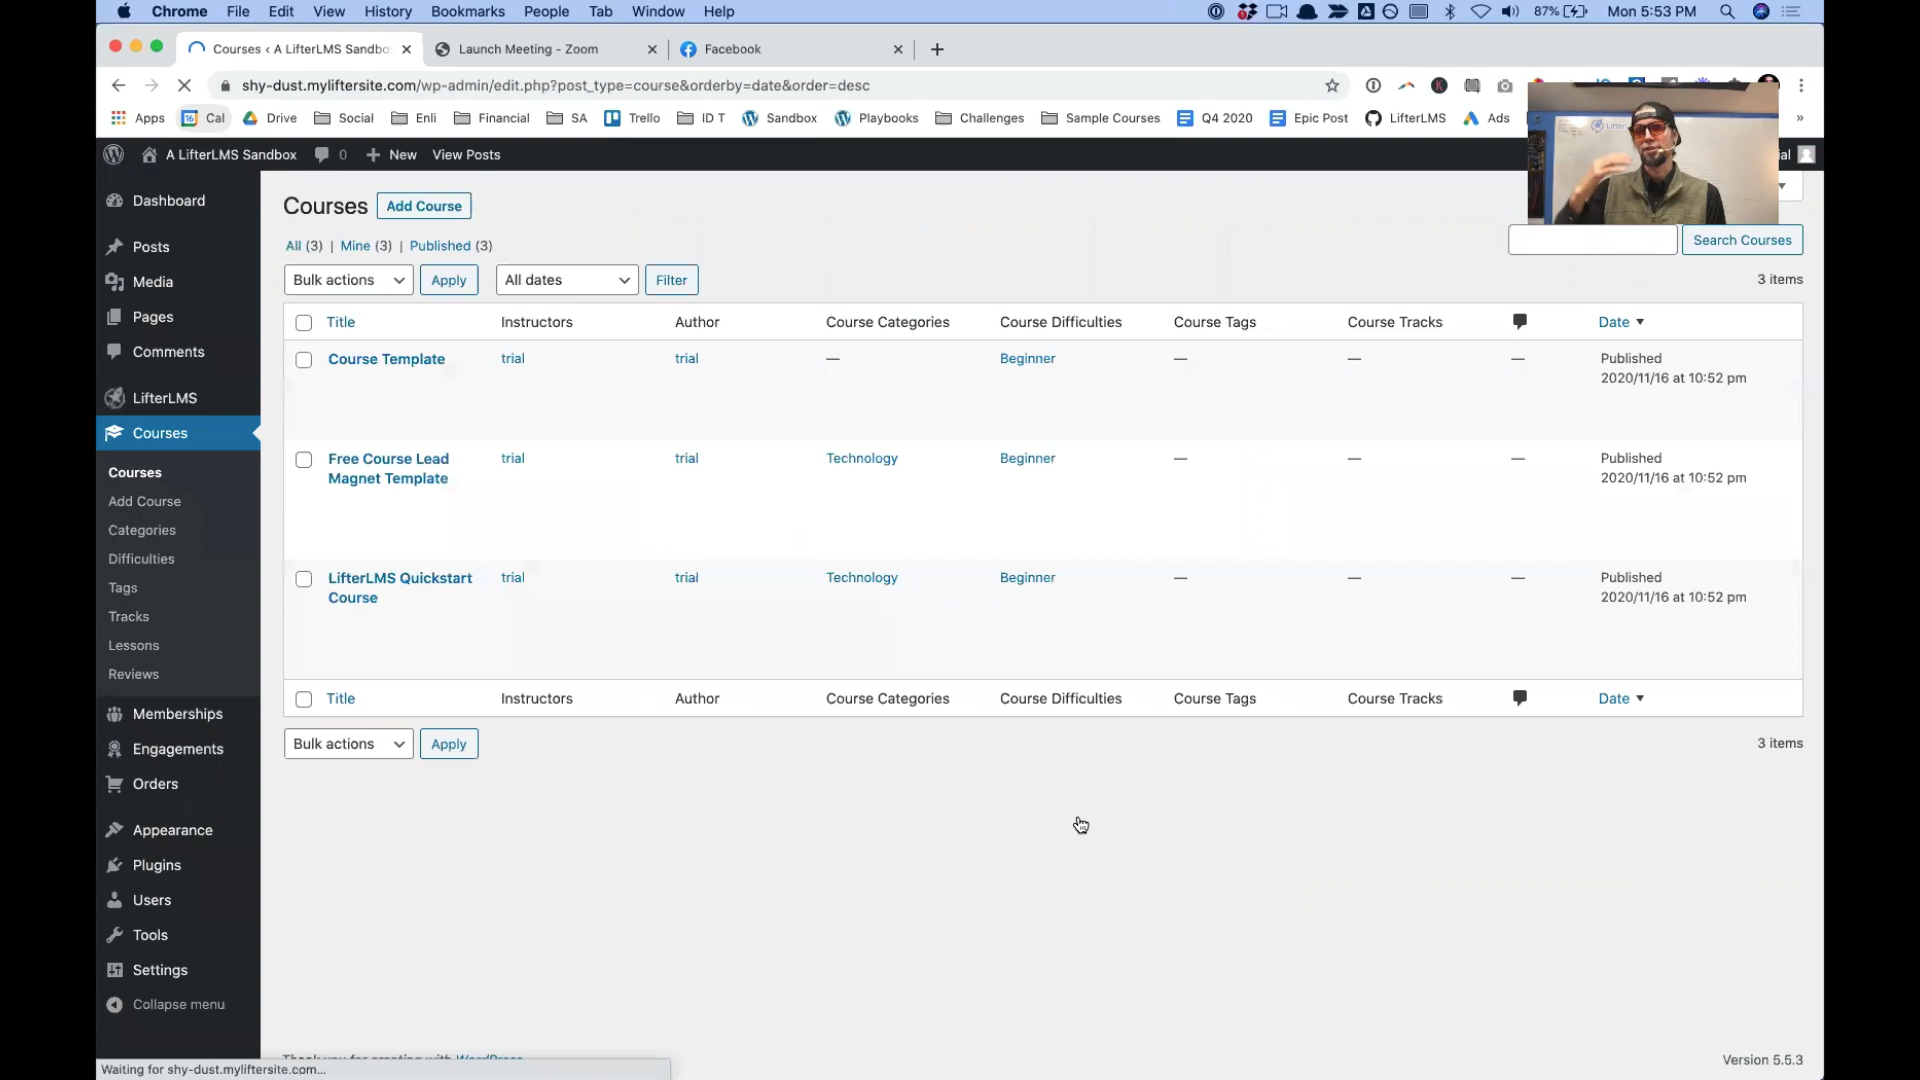 Chrome File Edit View History Bookmarks People Tab Window Help 87% Mon 5:53 PM
Courses ‹ A LifterLMS Sandbo Launch Meeting - Zoom Facebook
shy-dust.myliftersite.com/wp-admin/edit.php?post_type=course&orderby=date&order=desc
Apps Cal Drive Social Enli Financial SA Trello ID T Sandbox Playbooks Challenges Sample Courses Q4 2020 Epic Post LifterLMS Ads »
A LifterLMS Sandbox 0 New View Posts ial
Dashboard
Posts
Media
Pages
Comments
LifterLMS
Courses
Courses
Add Course
Categories
Difficulties
Tags
Tracks
Lessons
Reviews
Memberships
Engagements
Orders
Appearance
Plugins
Users
Tools
Settings
Collapse menu
Courses Add Course
All (3) | Mine (3) | Published (3)
Search Courses
Bulk actions Apply All dates Filter 3 items
Title Instructors Author Course Categories Course Difficulties Course Tags Course Tracks Date
Course Template trial trial — Beginner — — — Published
2020/11/16 at 10:52 pm
Free Course Lead trial trial Technology Beginner — — — Published
Magnet Template 2020/11/16 at 10:52 pm
LifterLMS Quickstart trial trial Technology Beginner — — — Published
Course 2020/11/16 at 10:52 pm
Title Instructors Author Course Categories Course Difficulties Course Tags Course Tracks Date
Bulk actions Apply 3 items
Thank you for creating with WordPress Version 5.5.3
Waiting for shy-dust.myliftersite.com...